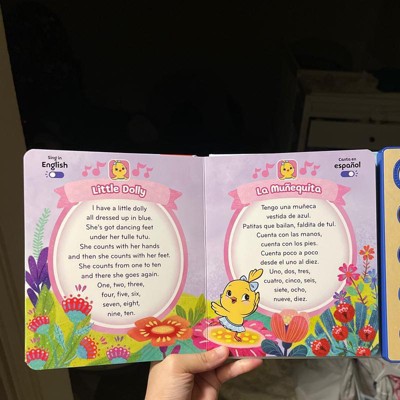 Sing in
English
Little Dolly
I have a little dolly
all dressed up in blue.
She's got dancing feet
under her tulle tutu.
She counts with her hands
and then she counts with her feet.
She counts from one to ten
and there she goes again.
One, two, three,
four, five, six,
seven, eight,
nine, ten.
Canta en
español
La Muñequita
Tengo una muñeca
vestida de azul.
Patitas que bailan, faldita de tul.
Cuenta con las manos,
cuenta con los pies.
Cuenta poco a poco
desde el uno al diez.
Uno, dos, tres,
cuatro, cinco, seis,
siete, ocho,
nueve, diez.